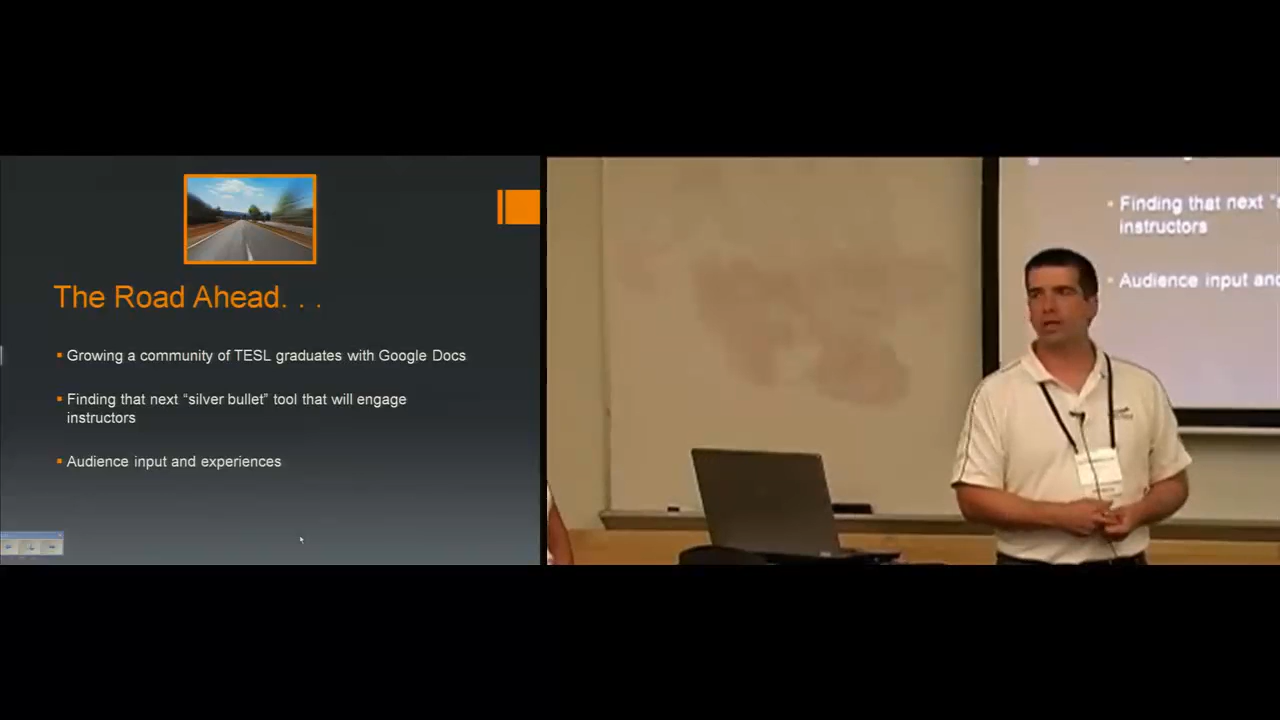 The Road Ahead. . .
▪ Growing a community of TESL graduates with Google Docs
▪ Finding that next “silver bullet” tool that will engage
instructors
▪ Audience input and experiences
▪ Finding that next
instructors
▪ Audience input and